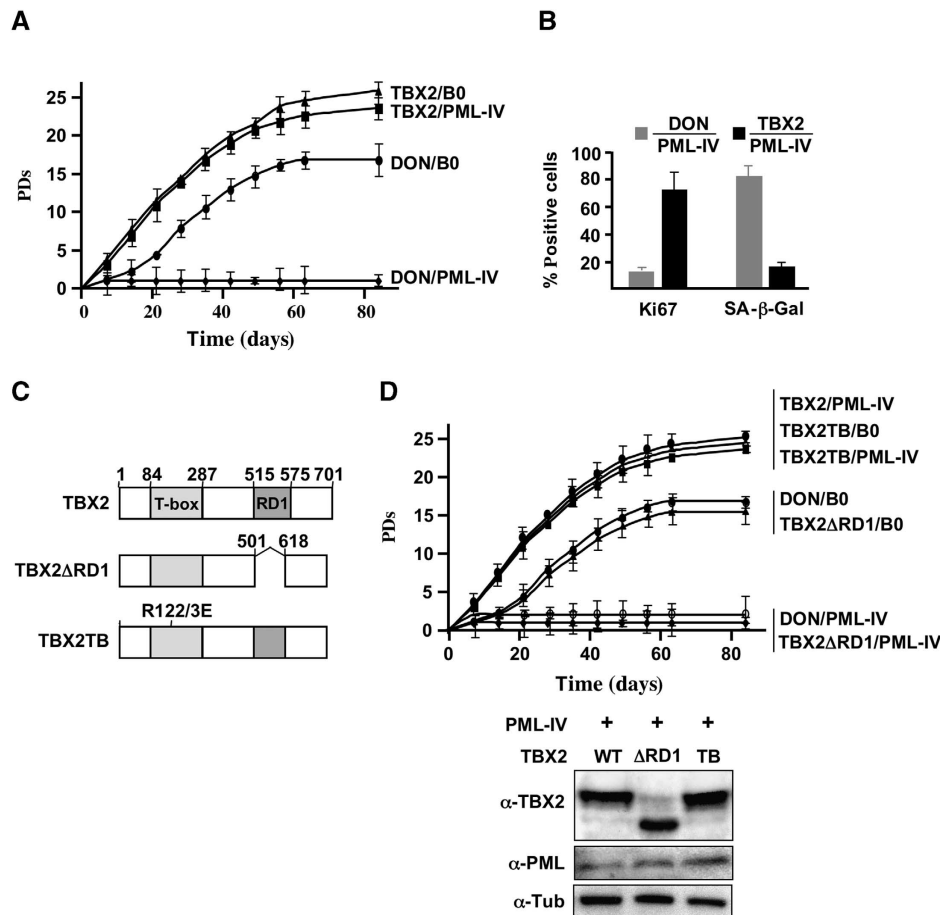 A
PDs
25
20
15
10
5
0
0
20
40
60
80
Time (days)
TBX2/B0
TBX2/PML-IV
DON/B0
DON/PML-IV
B
DON
PML-IV
TBX2
PML-IV
% Positive cells
100
80
60
40
20
Ki67
SA-β-Gal
C
1 84 287 515 575 701
TBX2
T-box
RD1
501 618
TBX2ΔRD1
R122/3E
TBX2TB
D
PDs
25
20
15
10
5
0
0
20
40
60
80
Time (days)
TBX2/PML-IV
TBX2TB/B0
TBX2TB/PML-IV
DON/B0
TBX2ΔRD1/B0
DON/PML-IV
TBX2ΔRD1/PML-IV
PML-IV + + +
TBX2 WT ΔRD1 TB
α-TBX2
α-PML
α-Tub